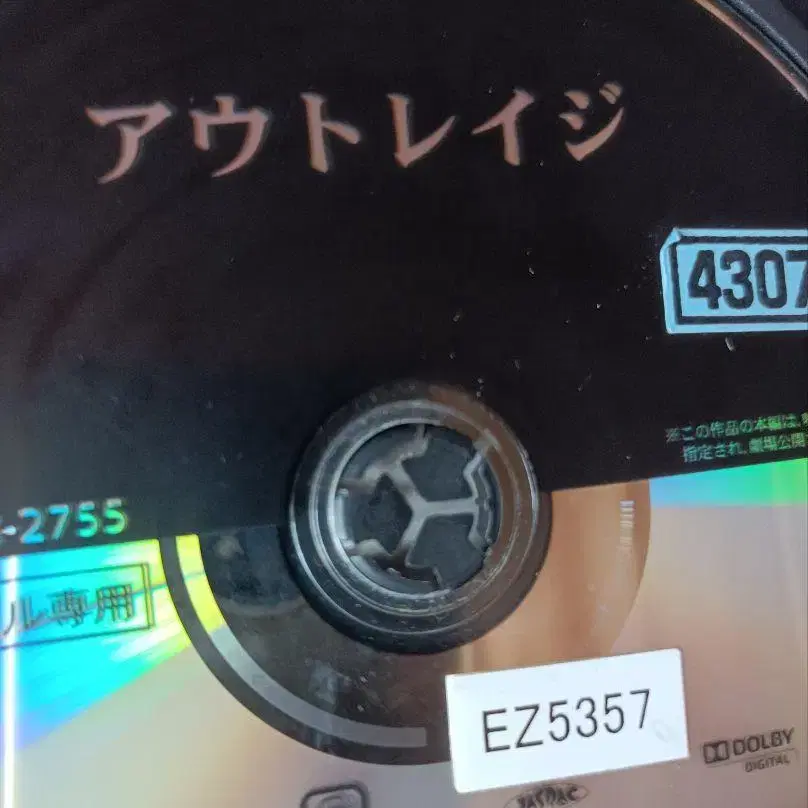 アウトレイジ
4307
※この作品の本編は、
指定され、劇場公開
-2755
ル専用
EZ5357
DOLBY
DIGITAL